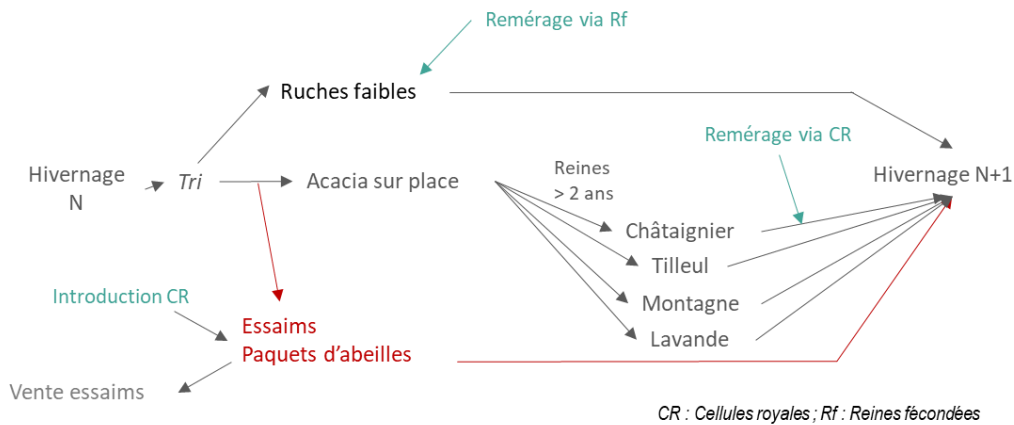 Remérage via Rf
Ruches faibles
Remérage via CR
Hivernage
N
Tri
Acacia sur place
Reines
> 2 ans
Hivernage N+1
Châtaignier
Tilleul
Montagne
Lavande
Introduction CR
Essaims
Paquets d'abeilles
Vente essaims
CR : Cellules royales ; Rf : Reines fécondées